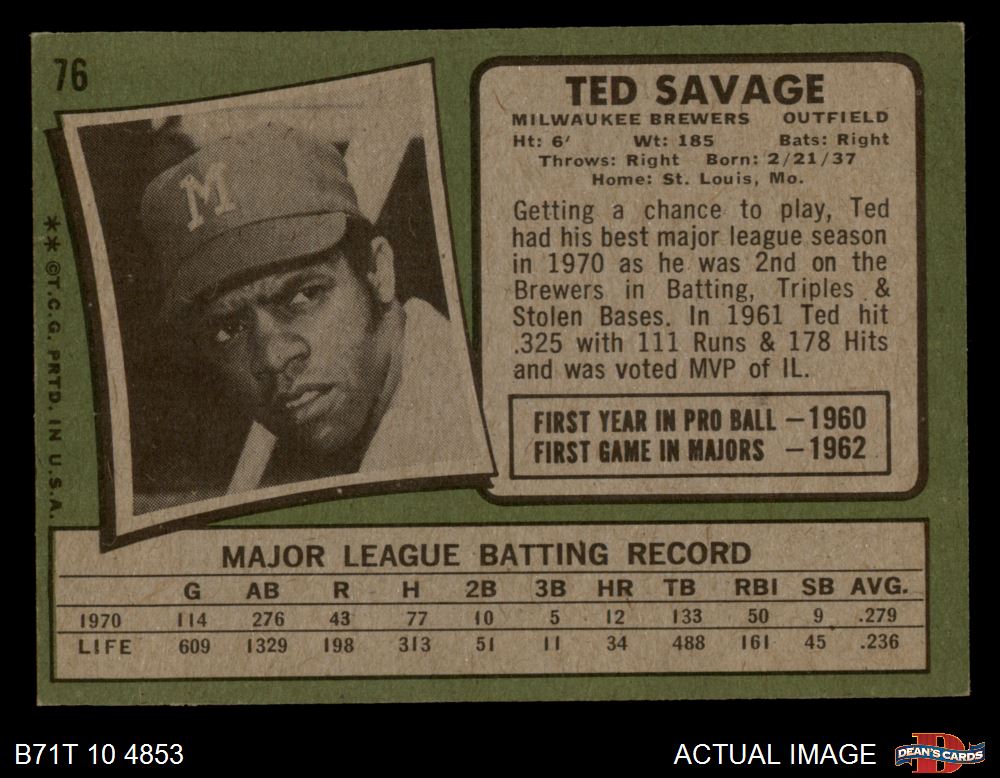 76
M
** ©T.C.G. PRTD. IN U.S.A.
TED SAVAGE
MILWAUKEE BREWERS OUTFIELD
Ht: 6' Wt: 185 Bats: Right
Throws: Right Born: 2/21/37
Home: St. Louis, Mo.
Getting a chance to play, Ted
had his best major league season
in 1970 as he was 2nd on the
Brewers in Batting, Triples &
Stolen Bases. In 1961 Ted hit
.325 with 111 Runs & 178 Hits
and was voted MVP of IL.
FIRST YEAR IN PRO BALL — 1960
FIRST GAME IN MAJORS — 1962
MAJOR LEAGUE BATTING RECORD
G AB R H 2B 3B HR TB RBI SB AVG.
1970 114 276 43 77 10 5 12 133 50 9 .279
LIFE 609 1329 198 313 51 11 34 488 161 45 .236
B71T 10 4853
ACTUAL IMAGE
D
DEAN'S CARDS